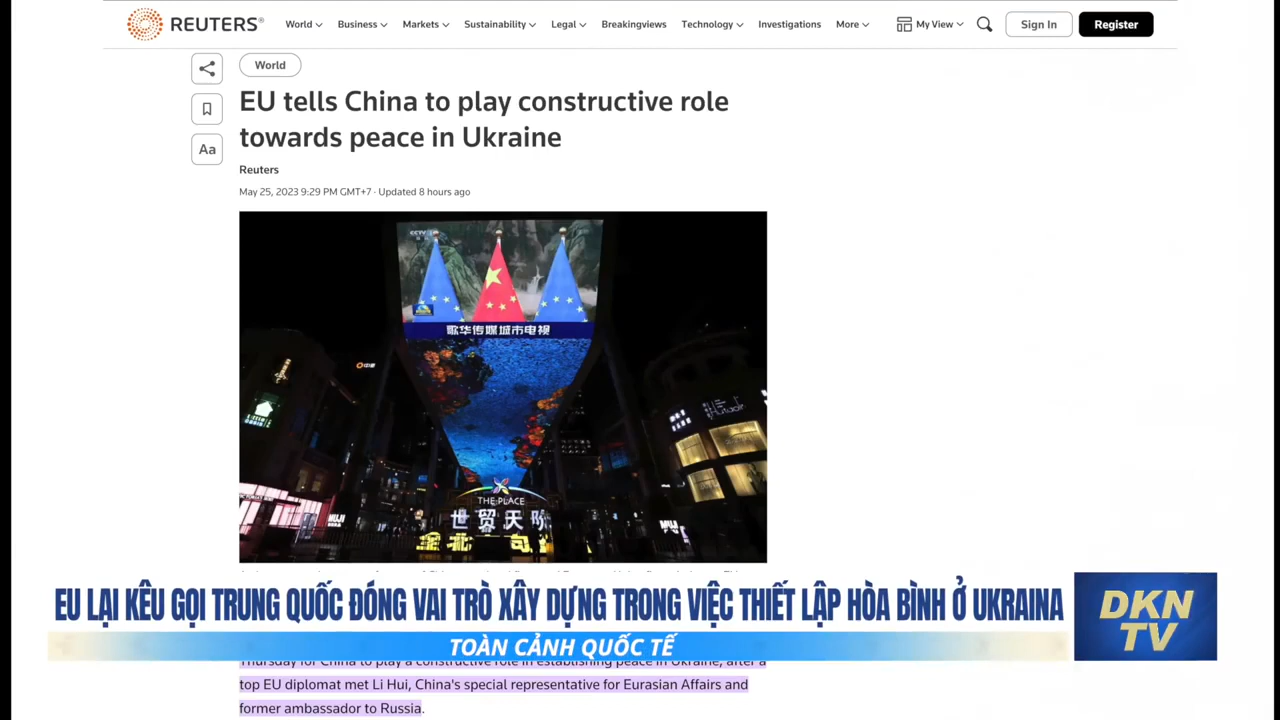 REUTERS®
World
Business
Markets
Sustainability
Legal
Breakingviews
Technology
Investigations
More
My View
Sign In
Register
World
EU tells China to play constructive role
towards peace in Ukraine
Aa
Reuters
May 25, 2023 9:29 PM GMT+7 · Updated 8 hours ago
CCTV
歌华传媒城市电视
THE PLACE
世贸天阶
EU LẠI KÊU GỌI TRUNG QUỐC ĐÓNG VAI TRÒ XÂY DỰNG TRONG VIỆC THIẾT LẬP HÒA BÌNH Ở UKRAINA
DKN
TV
TOÀN CẢNH QUỐC TẾ
Thursday for China to play a constructive role in establishing peace in Ukraine, after a
top EU diplomat met Li Hui, China's special representative for Eurasian Affairs and
former ambassador to Russia.